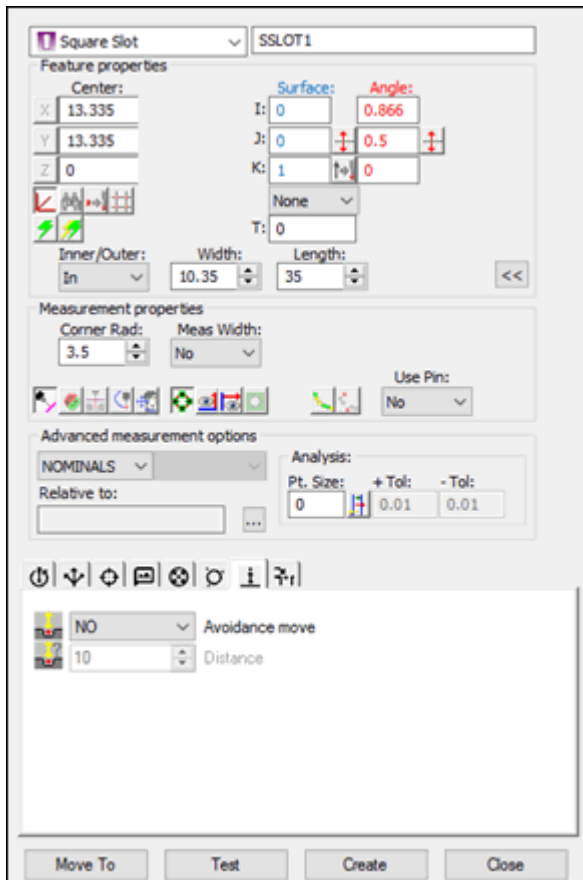 Square Slot SSLOT1
Feature properties
Center: Surface: Angle:
X 13.335 I: 0 0.866
Y 13.335 J: 0 0.5
Z 0 K: 1 0
None
T: 0
Inner/Outer: Width: Length:
In 10.35 35 <<
Measurement properties
Corner Rad: Meas Width:
3.5 No
Use Pin:
No
Advanced measurement options
NOMINALS Analysis:
Relative to: Pt. Size: + Tol: - Tol:
0 0.01 0.01
...
NO Avoidance move
10 Distance
Move To Test Create Close